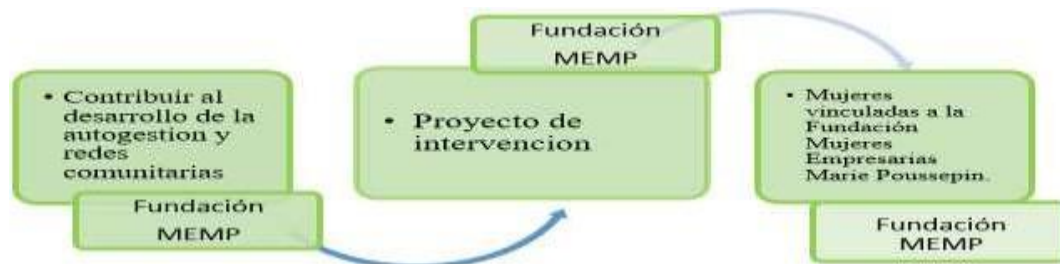 • Contribuir al
desarrollo de la
autogestion y
redes
comunitarias
Fundación
MEMP
Fundación
MEMP
• Proyecto de
intervencion
• Mujeres
vinculadas a la
Fundación
Mujeres
Empresarias
Marie Poussepin.
Fundación
MEMP